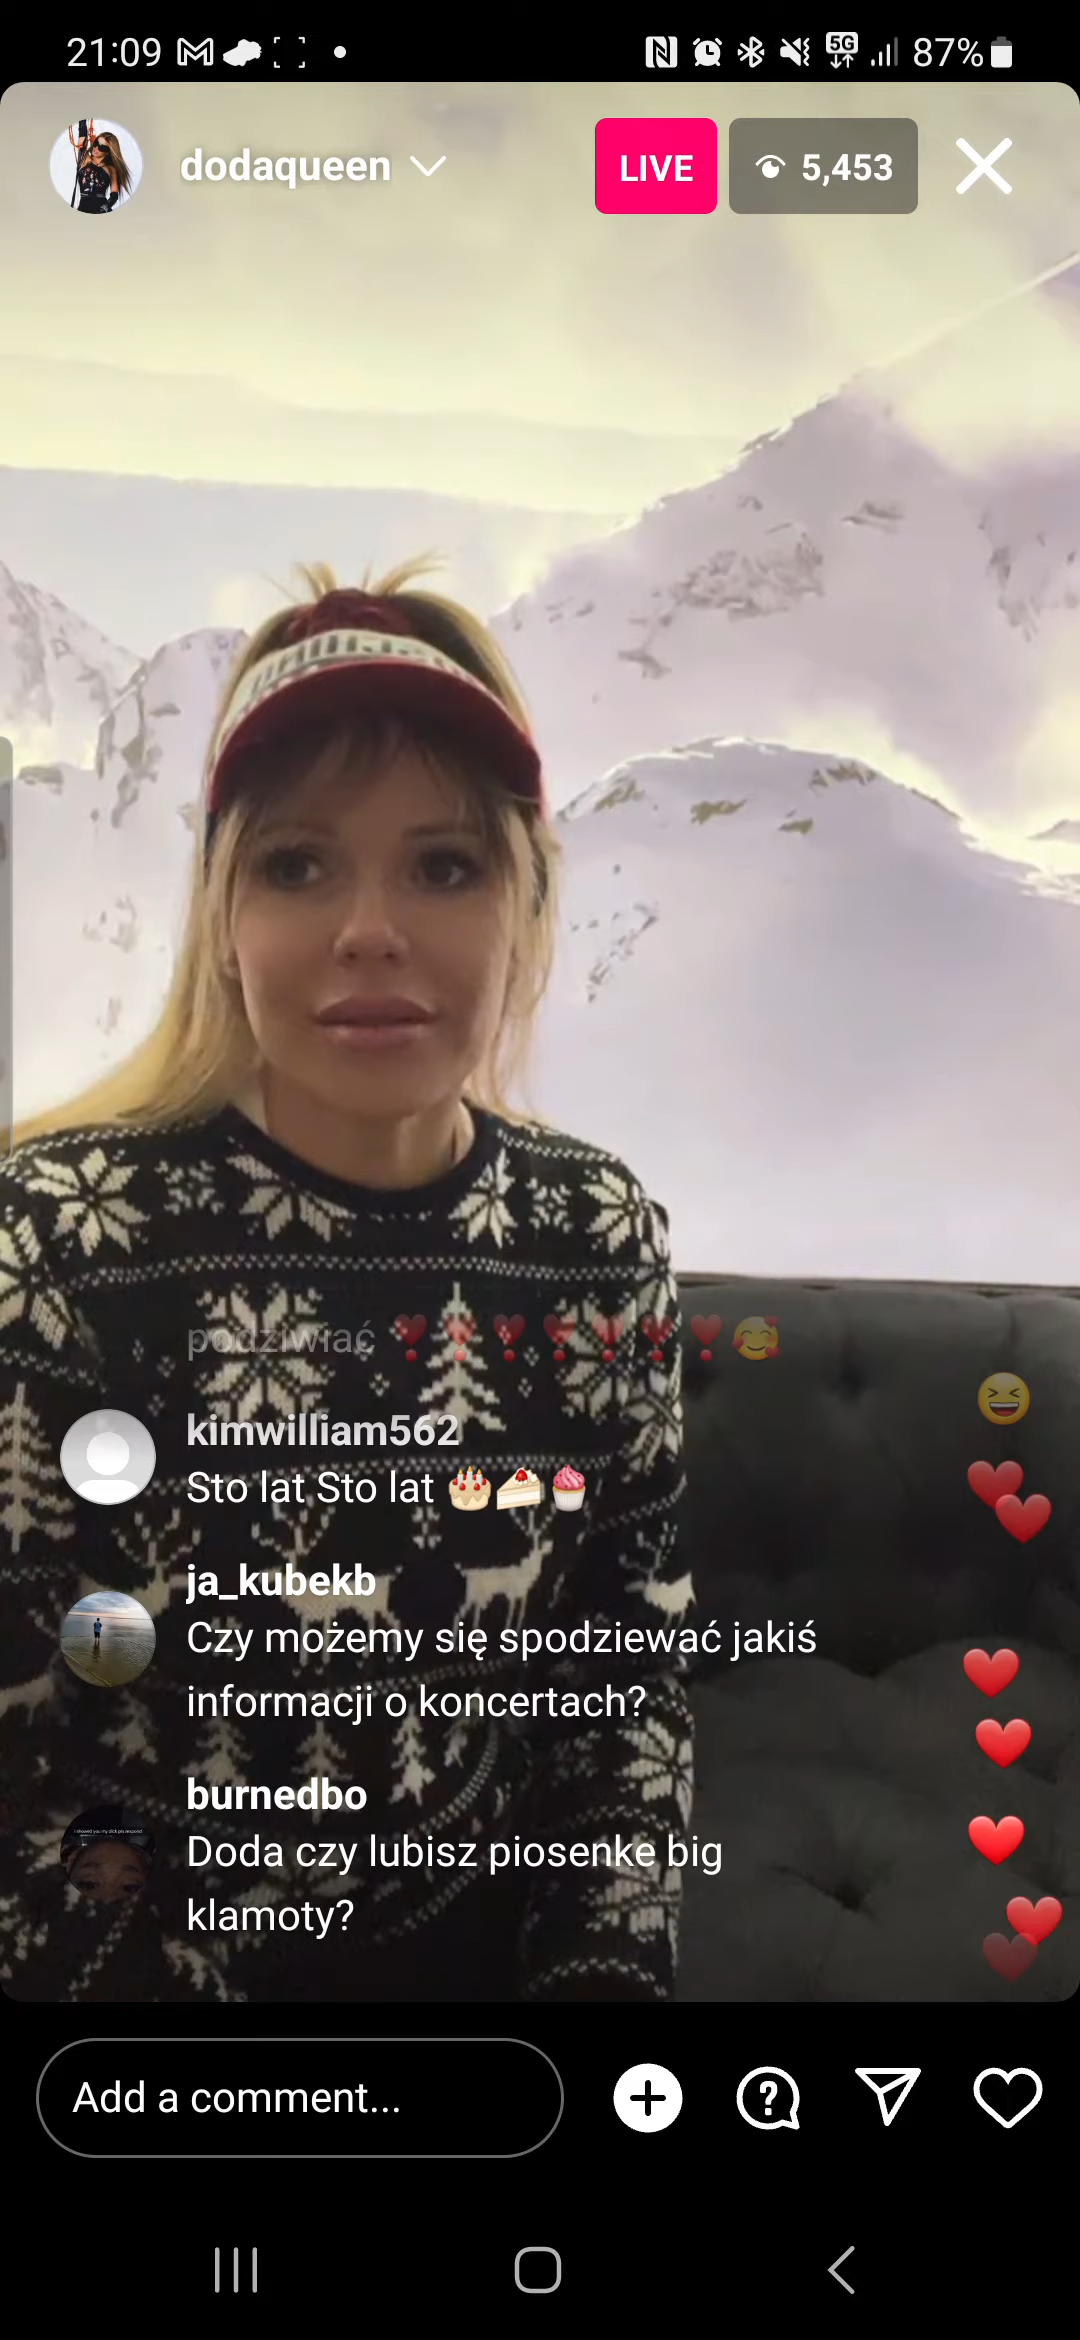 21:09
5G
87%
dodaqueen
LIVE
5,453
podziwiać ❣️❣️❣️❣️❣️❣️❣️🥰
kimwilliam562
Sto lat Sto lat 🎂🍰🧁
ja_kubekb
Czy możemy się spodziewać jakiś
informacji o koncertach?
burnedbo
Doda czy lubisz piosenke big
klamoty?
Add a comment...